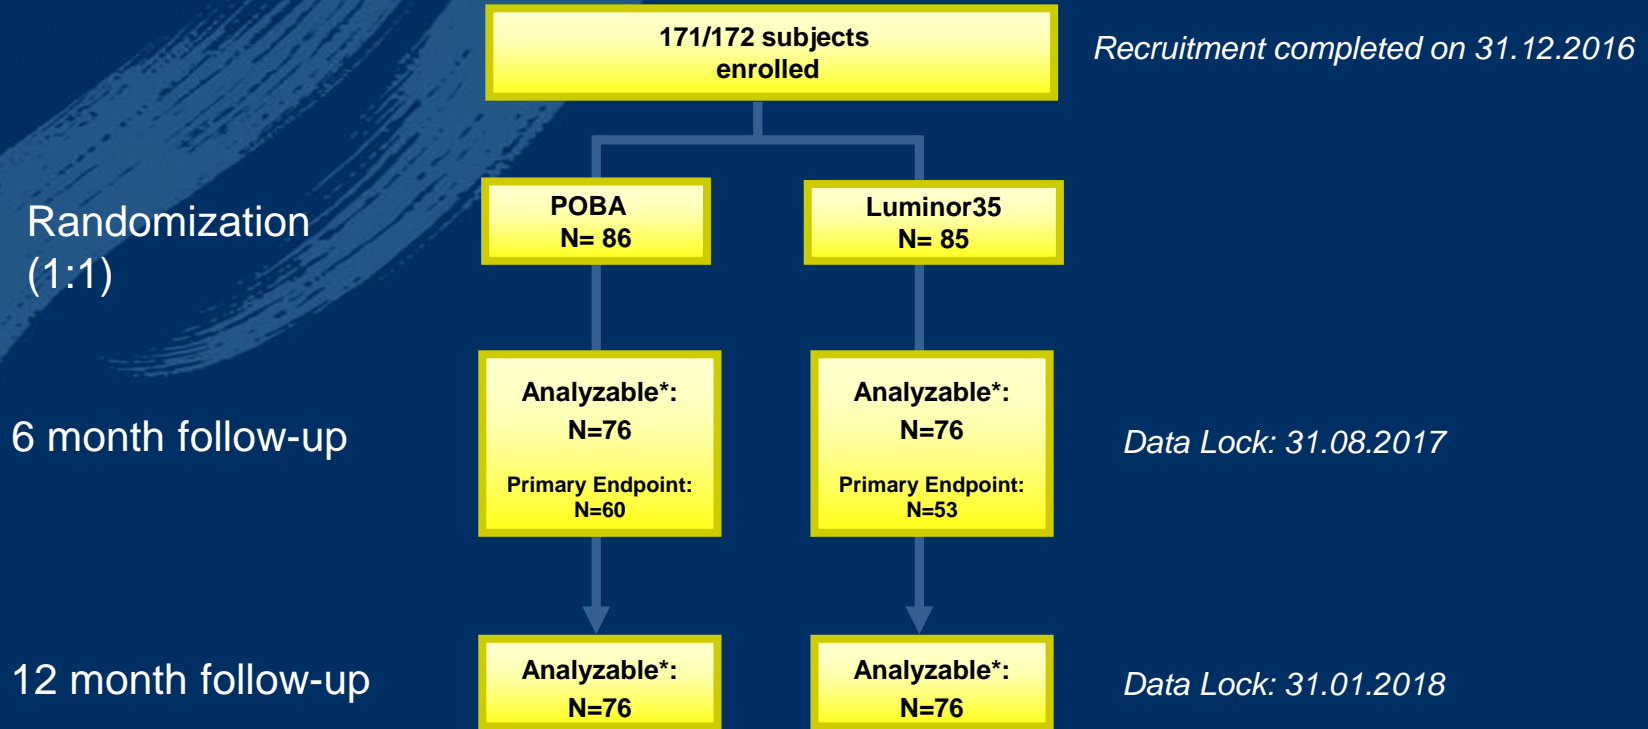 171/172 subjects
enrolled
Recruitment completed on 31.12.2016
Randomization
(1:1)
POBA
N= 86
Luminor35
N= 85
6 month follow-up
Analyzable*:
N=76
Primary Endpoint:
N=60
Analyzable*:
N=76
Primary Endpoint:
N=53
Data Lock: 31.08.2017
12 month follow-up
Analyzable*:
N=76
Analyzable*:
N=76
Data Lock: 31.01.2018